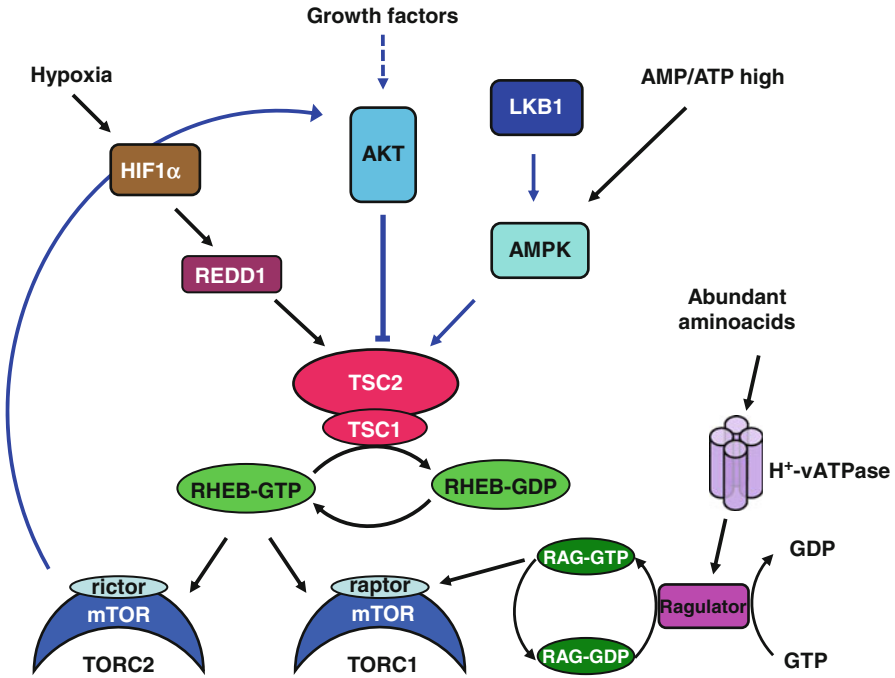 Growth factors
Hypoxia
AMP/ATP high
LKB1
AKT
HIF1α
AMPK
REDD1
Abundant
aminoacids
TSC2
TSC1
H⁺-vATPase
RHEB-GTP
RHEB-GDP
RAG-GTP
GDP
rictor
raptor
Ragulator
mTOR
mTOR
RAG-GDP
GTP
TORC2
TORC1